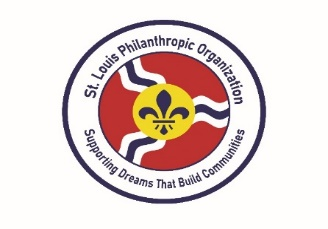 St. Louis Philanthropic Organization
Supporting Dreams That Build Communities